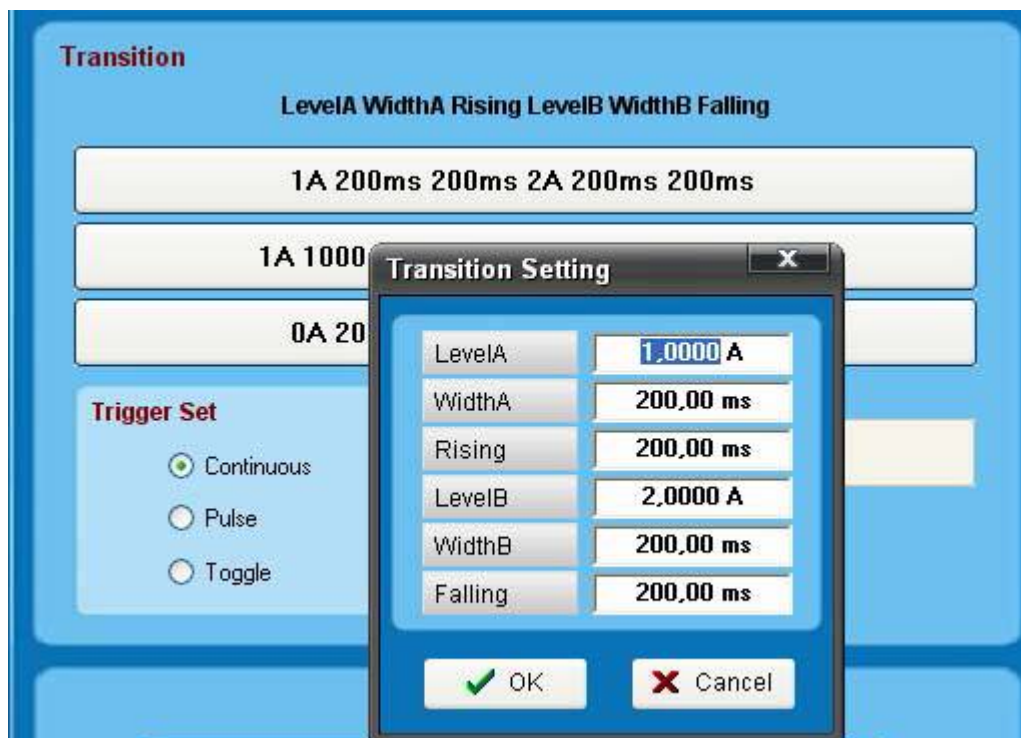 Transition
LevelA WidthA Rising LevelB WidthB Falling
1A 200ms 200ms 2A 200ms 200ms
1A 1000
0A 20
Transition Setting
X
LevelA 1,0000 A
WidthA 200,00 ms
Rising 200,00 ms
LevelB 2,0000 A
WidthB 200,00 ms
Falling 200,00 ms
OK Cancel
Trigger Set
Continuous
Pulse
Toggle